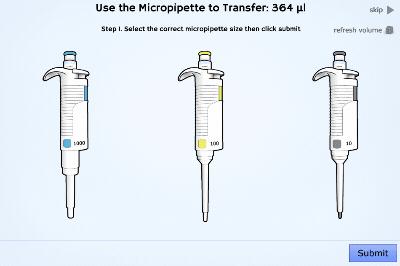 Use the Micropipette to Transfer: 364 µl
skip
Step 1. Select the correct micropipette size then click submit
refresh volume
1000
100
10
Submit